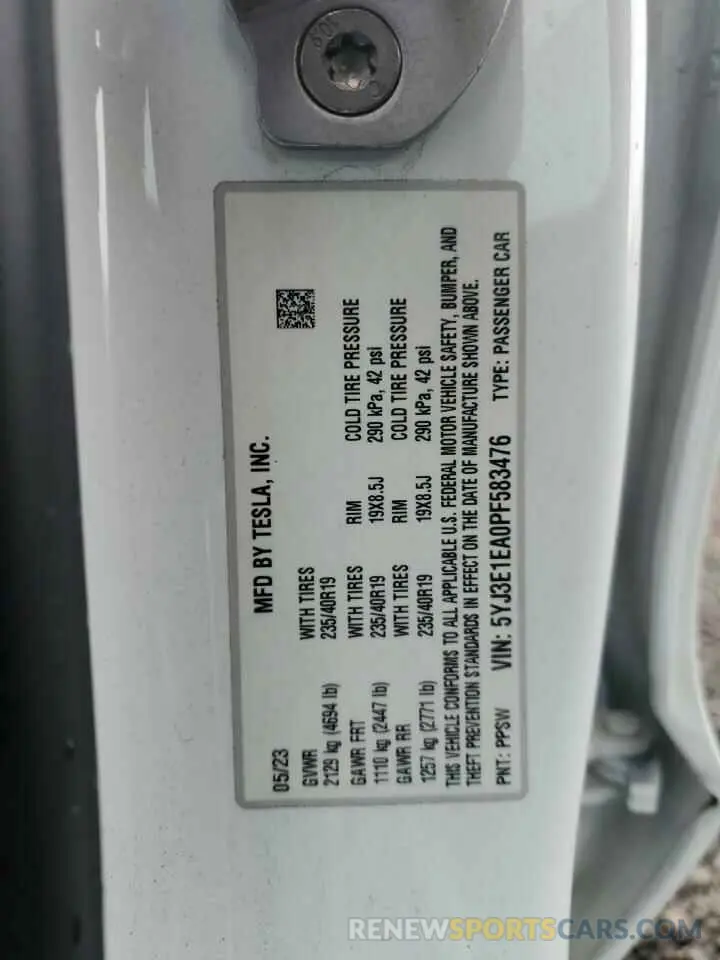 05/23 MFD BY TESLA, INC.
GVWR WITH TIRES
2129 kg (4694 lb) 235/40R19
GAWR FRT WITH TIRES RIM COLD TIRE PRESSURE
1110 kg (2447 lb) 235/40R19 19X8.5J 290 kPa, 42 psi
GAWR RR WITH TIRES RIM COLD TIRE PRESSURE
1257 kg (2771 lb) 235/40R19 19X8.5J 290 kPa, 42 psi
THIS VEHICLE CONFORMS TO ALL APPLICABLE U.S. FEDERAL MOTOR VEHICLE SAFETY, BUMPER, AND
THEFT PREVENTION STANDARDS IN EFFECT ON THE DATE OF MANUFACTURE SHOWN ABOVE.
PNT: PPSW VIN: 5YJ3E1EA0PF583476 TYPE: PASSENGER CAR
RENEWSPORTSCARS.COM